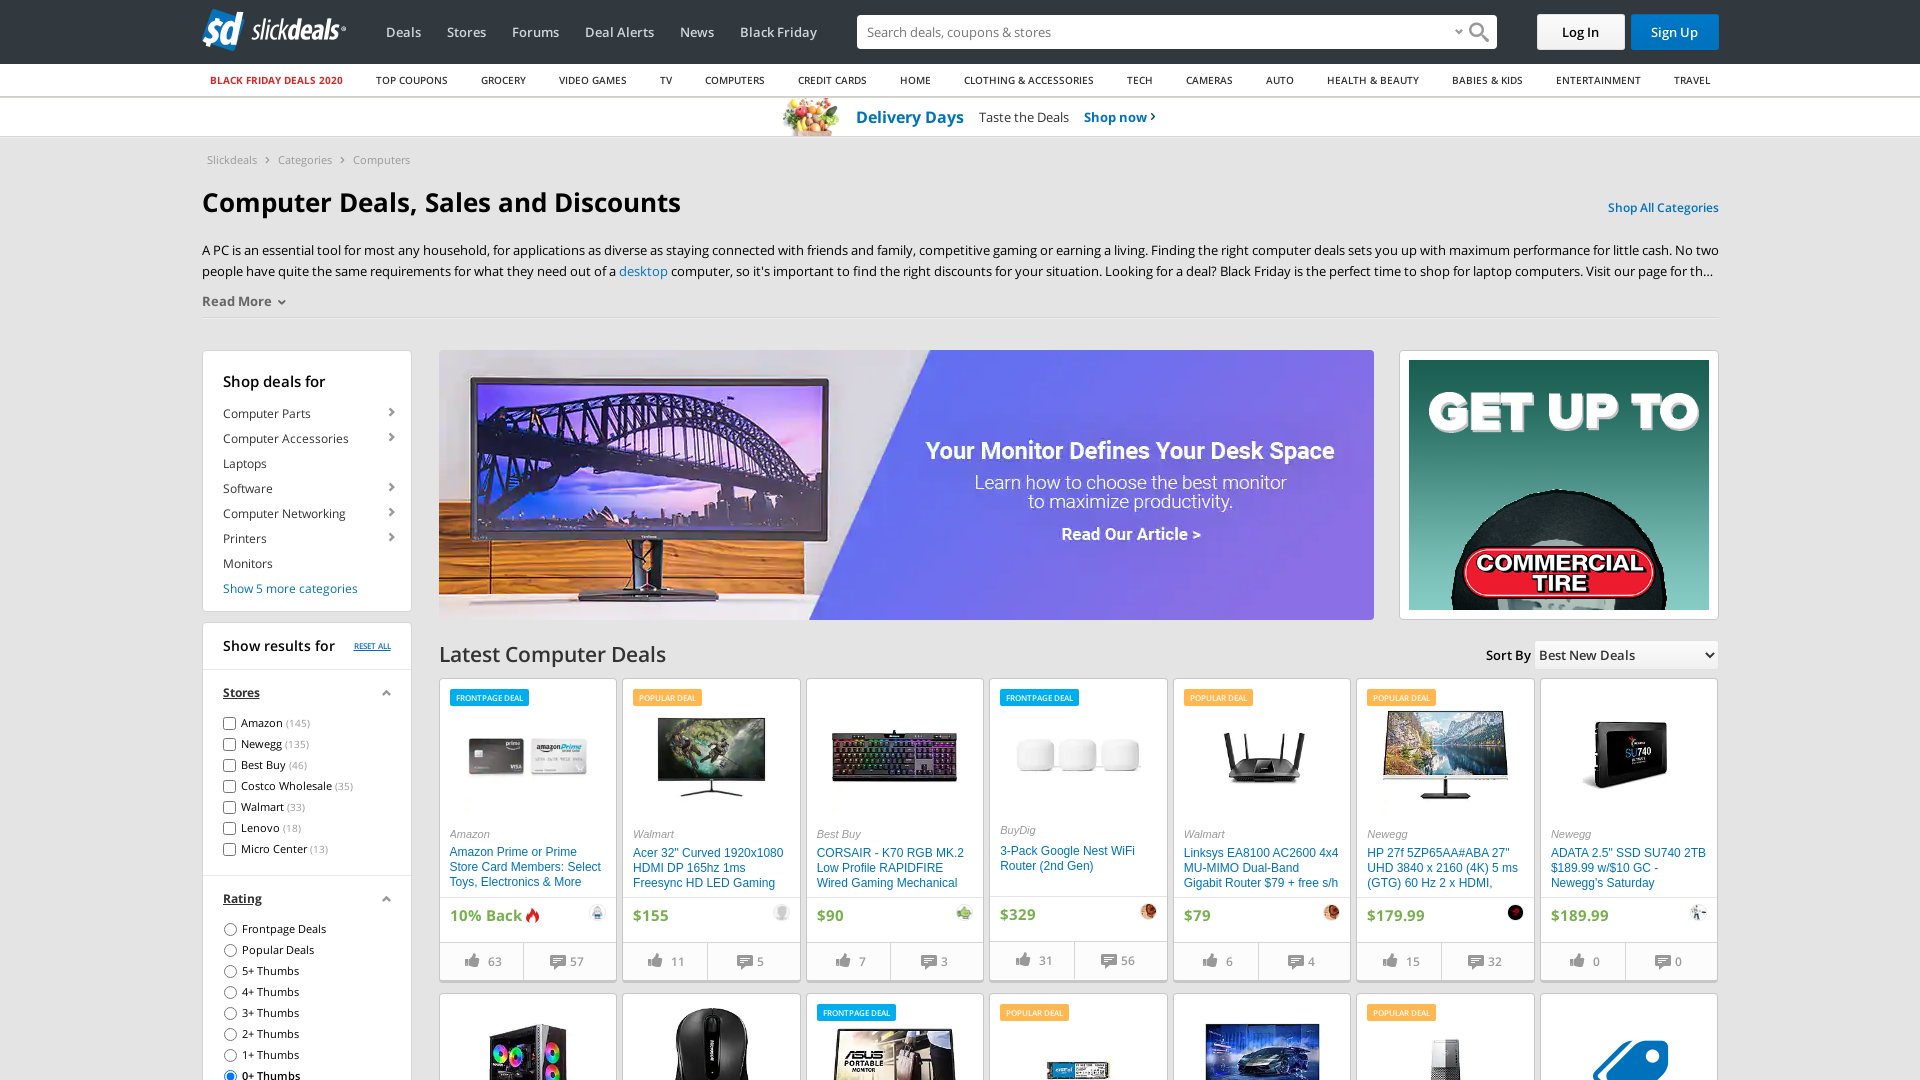 sd slickdeals
Deals
Stores
Forums
Deal Alerts
News
Black Friday
Search deals, coupons & shopping
Log In
Sign Up
BLACK FRIDAY DEALS 2020
TOP COUPONS
GROCERY
VIDEO GAMES
TV
COMPUTERS
CREDIT CARDS
HOME
CLOTHING & ACCESSORIES
TECH
CAMERAS
AUTO
HEALTH & BEAUTY
BABIES & KIDS
ENTERTAINMENT
TRAVEL
Delivery Days Taste the Deals Shop now
Slickdeals > Categories > Computers
Computer Deals, Sales and Discounts
Shop All Categories
A PC is an essential tool for most any household, for applications as diverse as staying connected with friends and family, competitive gaming or earning a living. Finding the right computer deals sets you up with maximum performance for little cash. No two
people have quite the same requirements for what they need out of a desktop computer, so it's important to find the right discounts for your situation. Looking for a deal? Black Friday is the perfect time to shop for laptop computers. Visit our page for th…
Read More
Shop deals for
Computer Parts
Computer Accessories
Laptops
Software
Computer Networking
Printers
Monitors
Show 5 more categories
Your Monitor Defines Your Desk Space
Learn how to choose the best monitor
to maximize productivity.
Read Our Article >
GET UP TO
COMMERCIAL
TIRE
Show results for
RESET ALL
Stores
Amazon (145)
Newegg (135)
Best Buy (46)
Costco Wholesale (35)
Walmart (33)
Lenovo (18)
Micro Center (13)
Rating
Frontpage Deals
Popular Deals
5+ Thumbs
4+ Thumbs
3+ Thumbs
2+ Thumbs
1+ Thumbs
0+ Thumbs
Latest Computer Deals
Sort By Best New Deals
FRONTPAGE DEAL
prime
VISA
amazonPrime
Amazon
Amazon Prime or Prime
Store Card Members: Select
Toys, Electronics & More
10% Back
63
57
POPULAR DEAL
Walmart
Acer 32" Curved 1920x1080
HDMI DP 165hz 1ms
Freesync HD LED Gaming
$155
11
5
Best Buy
CORSAIR - K70 RGB MK.2
Low Profile RAPIDFIRE
Wired Gaming Mechanical
$90
7
3
FRONTPAGE DEAL
BuyDig
3-Pack Google Nest WiFi
Router (2nd Gen)
$329
31
56
POPULAR DEAL
Walmart
Linksys EA8100 AC2600 4x4
MU-MIMO Dual-Band
Gigabit Router $79 + free s/h
$79
6
4
POPULAR DEAL
Newegg
HP 27f 5ZP65AA#ABA 27"
UHD 3840 x 2160 (4K) 5 ms
(GTG) 60 Hz 2 x HDMI,
$179.99
15
32
SU740
Newegg
ADATA 2.5" SSD SU740 2TB
$189.99 w/$10 GC -
Newegg's Saturday
$189.99
0
0
Microsoft
FRONTPAGE DEAL
ASUS
PORTABLE
MONITOR
POPULAR DEAL
crucial
POPULAR DEAL